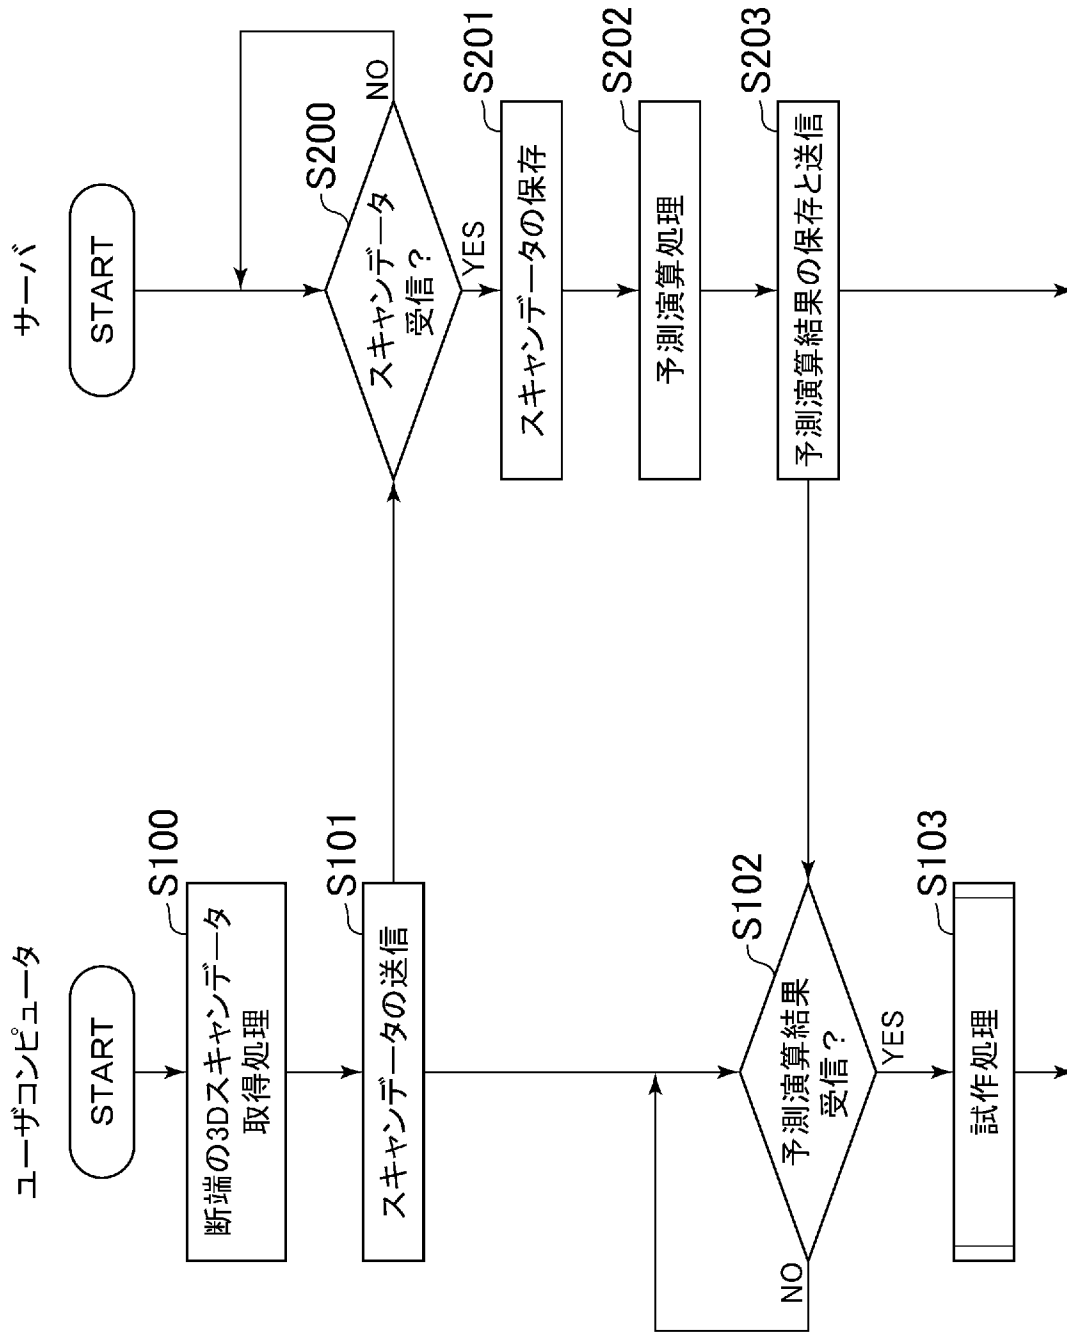 ユーザコンピュータ
START
S100
断端の3Dスキャンデータ
取得処理
S101
スキャンデータの送信
S102
予測演算結果
受信？
NO
YES
S103
試作処理
サーバ
START
S200
スキャンデータ
受信？
NO
YES
S201
スキャンデータの保存
S202
予測演算処理
S203
予測演算結果の保存と送信